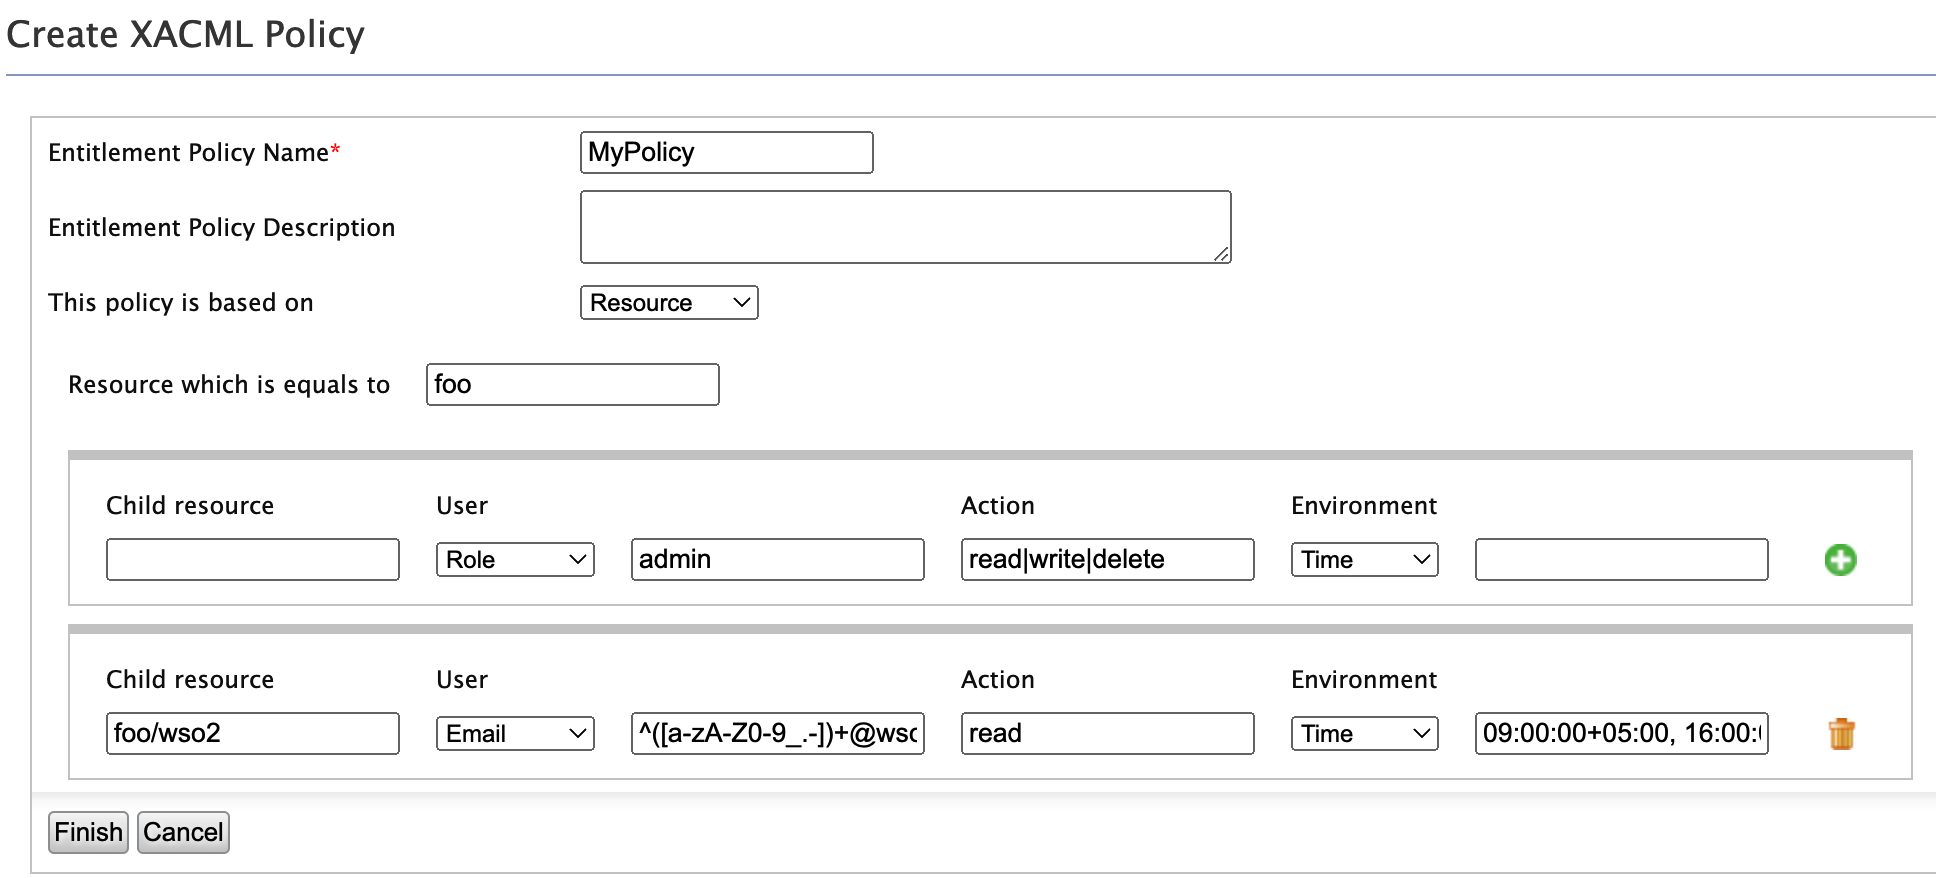 Create XACML Policy
Entitlement Policy Name* MyPolicy
Entitlement Policy Description
This policy is based on Resource
Resource which is equals to foo
Child resource User Action Environment
Role admin read|write|delete Time
Child resource User Action Environment
foo/wso2 Email ^([a-zA-Z0-9_.-])+@wso read Time 09:00:00+05:00, 16:00:
Finish Cancel